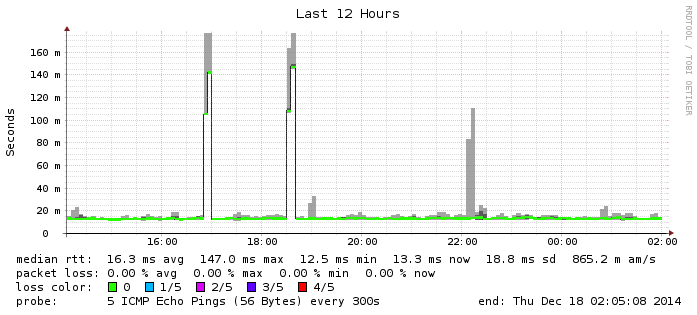 Last 12 Hours
RRDTOOL / TOBI OETIKER
Seconds
160 m
140 m
120 m
100 m
80 m
60 m
40 m
20 m
0
16:00 18:00 20:00 22:00 00:00 02:00
median rtt: 16.3 ms avg 147.0 ms max 12.5 ms min 13.3 ms now 18.8 ms sd 865.2 m am/s
packet loss: 0.00 % avg 0.00 % max 0.00 % min 0.00 % now
loss color: 0 1/5 2/5 3/5 4/5
probe: 5 ICMP Echo Pings (56 Bytes) every 300s end: Thu Dec 18 02:05:08 2014